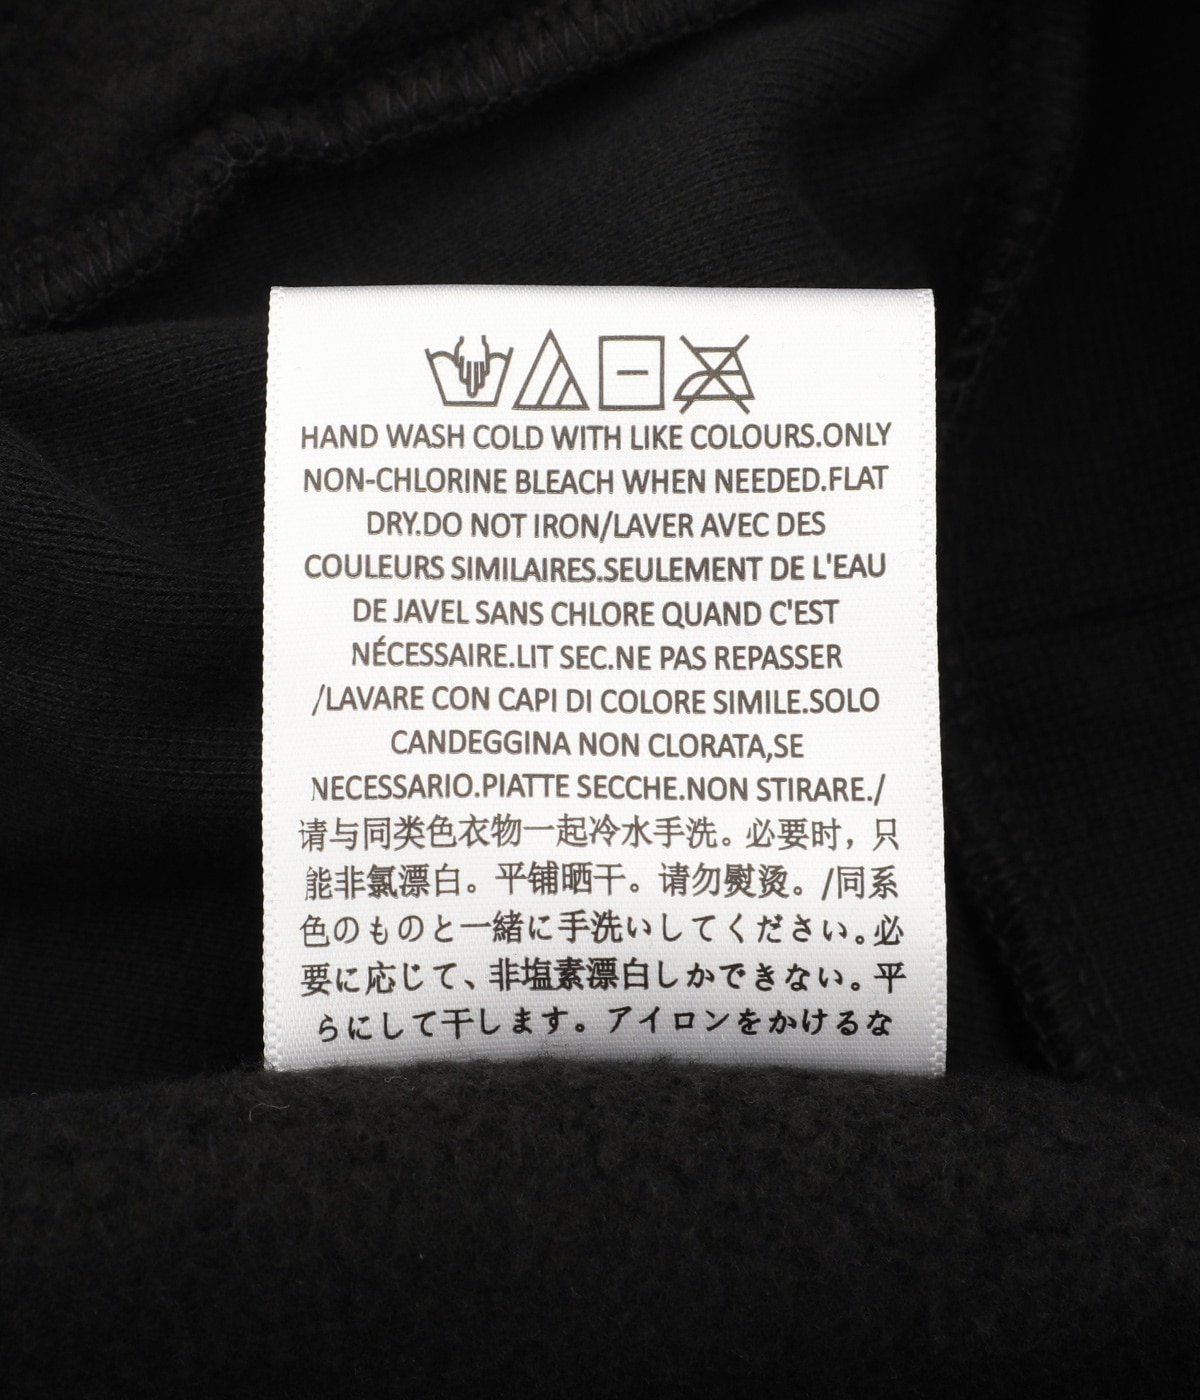 HAND WASH COLD WITH LIKE COLOURS.ONLY
NON-CHLORINE BLEACH WHEN NEEDED.FLAT
DRY.DO NOT IRON/LAVER AVEC DES
COULEURS SIMILAIRES.SEULEMENT DE L'EAU
DE JAVEL SANS CHLORE QUAND C'EST
NÉCESSAIRE.LIT SEC.NE PAS REPASSER
/LAVARE CON CAPI DI COLORE SIMILE.SOLO
CANDEGGINA NON CLORATA,SE
NECESSARIO.PIATTE SECCHE.NON STIRARE./
请与同类色衣物一起冷水手洗。必要时，只
能非氯漂白。平铺晒干。请勿熨烫。/同系
色のものと一緒に手洗いしてください。必
要に応じて、非塩素漂白しかできない。平
らにして干します。アイロンをかけるな